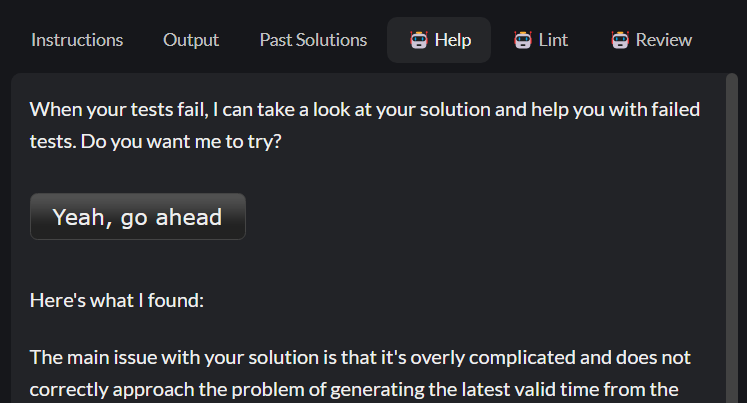 Instructions Output Past Solutions Help Lint Review
When your tests fail, I can take a look at your solution and help you with failed
tests. Do you want me to try?
Yeah, go ahead
Here's what I found:
The main issue with your solution is that it's overly complicated and does not
correctly approach the problem of generating the latest valid time from the